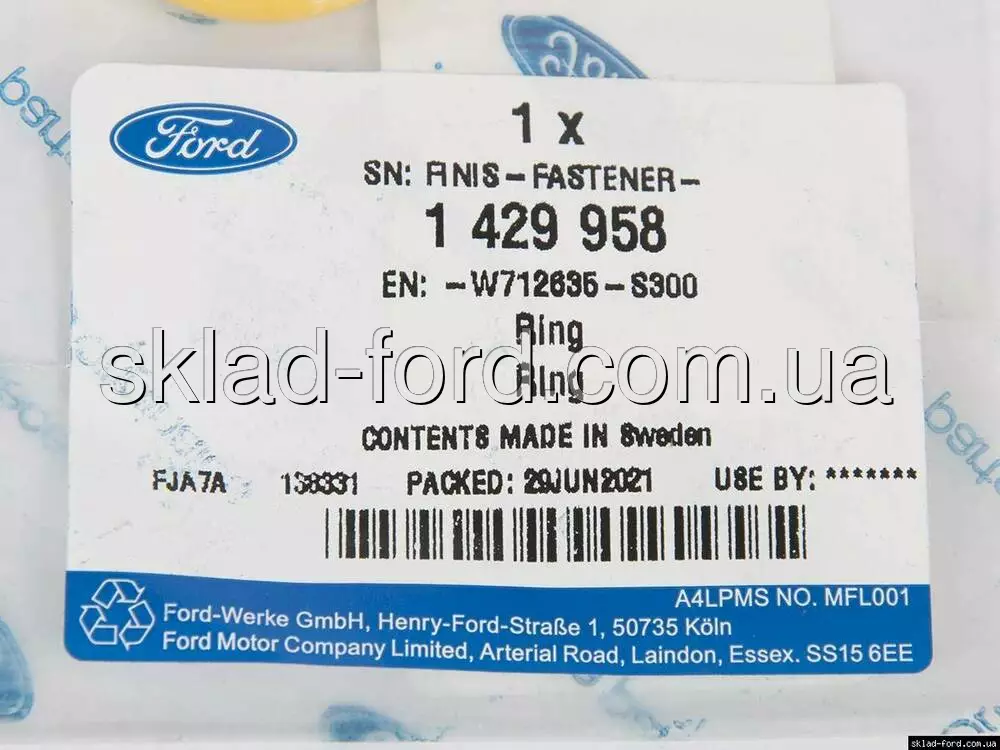 Ford
1 x
SN: FINIS-FASTENER-
1 429 958
EN: -W712635-S300
Ring
sklad-ford.com.ua
Ring
CONTENTS MADE IN Sweden
FJA7A 138331 PACKED: 29JUN2021 USE BY: *******
A4LPMS NO. MFL001
Ford-Werke GmbH, Henry-Ford-Straße 1, 50735 Köln
Ford Motor Company Limited, Arterial Road, Laindon, Essex. SS15 6EE
sklad-ford.com.ua